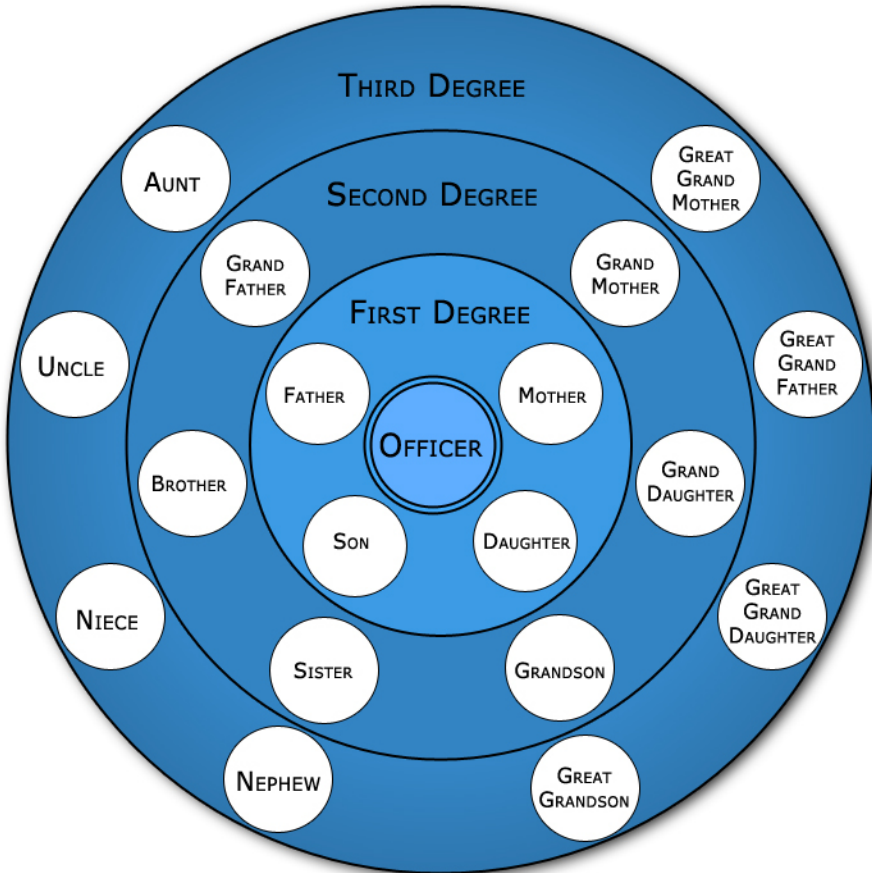 Third Degree
Aunt
Great
Grand
Mother
Second Degree
Grand
Father
Grand
Mother
First Degree
Uncle
Great
Grand
Father
Father
Mother
Officer
Brother
Grand
Daughter
Son
Daughter
Niece
Great
Grand
Daughter
Sister
Grandson
Nephew
Great
Grandson